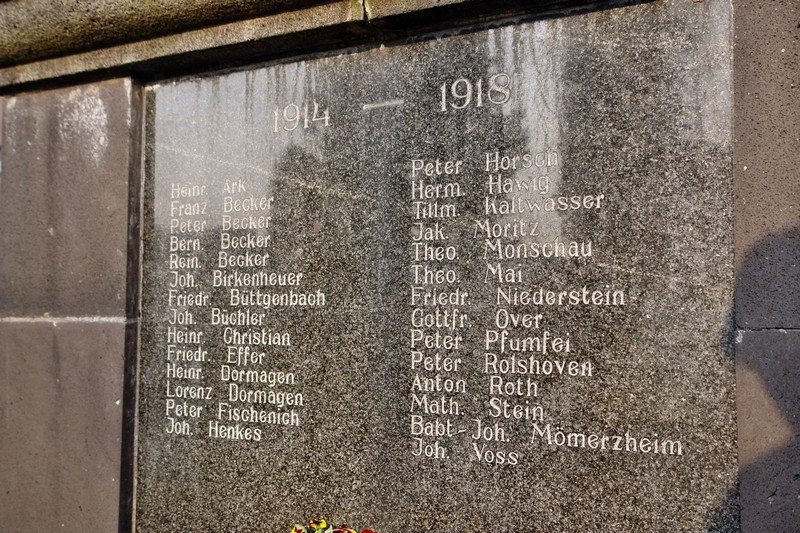 1914 — 1918
Heinr. Ark
Franz Becker
Peter Becker
Bern. Becker
Rein. Becker
Joh. Birkenheuer
Friedr. Büttgenbach
Joh. Büchler
Heinr. Christian
Friedr. Effer
Heinr. Dormagen
Lorenz Dormagen
Peter Fischenich
Joh. Henkes
Peter Horsen
Herm. Hawig
Tillm. Kaltwasser
Jak. Moritz
Theo. Monschau
Theo. Mai
Friedr. Niederstein
Gottfr. Over
Peter Pfumfei
Peter Rolshoven
Anton Roth
Math. Stein
Babt-Joh. Mömerzheim
Joh. Voss